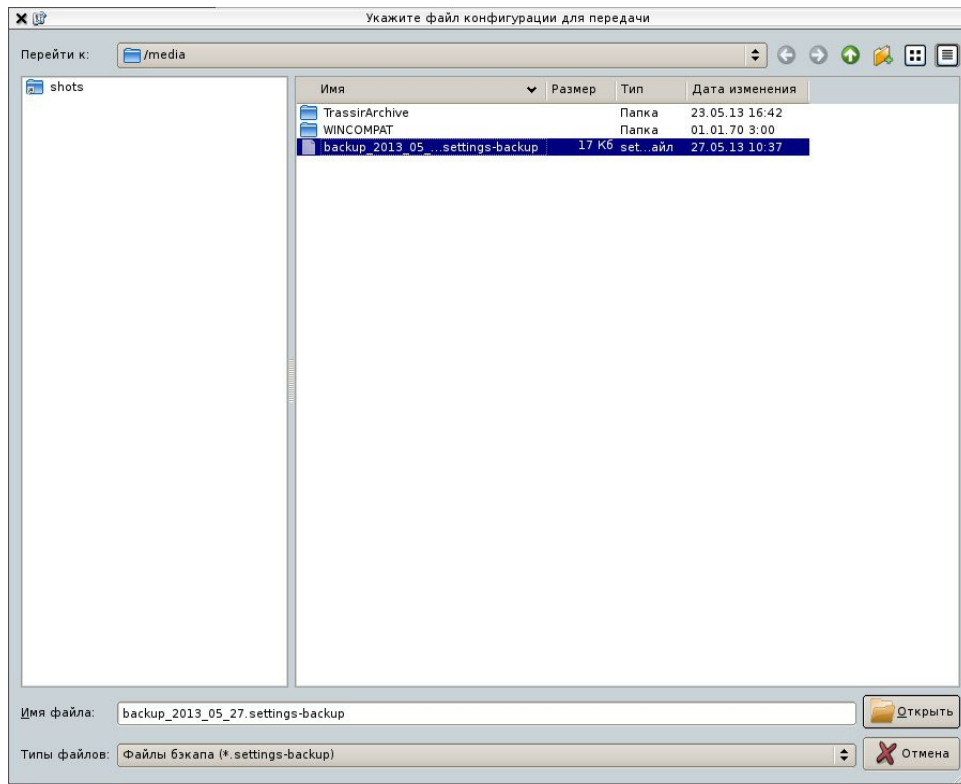 Укажите файл конфигурации для передачи
Перейти к: /media
shots
Имя Размер Тип Дата изменения
TrassirArchive Папка 23.05.13 16:42
WINCOMPAT Папка 01.01.70 3:00
backup_2013_05_...settings-backup 17 Кб set...айл 27.05.13 10:37
Имя файла: backup_2013_05_27.settings-backup Открыть
Типы файлов: Файлы бэкапа (*.settings-backup) Отмена